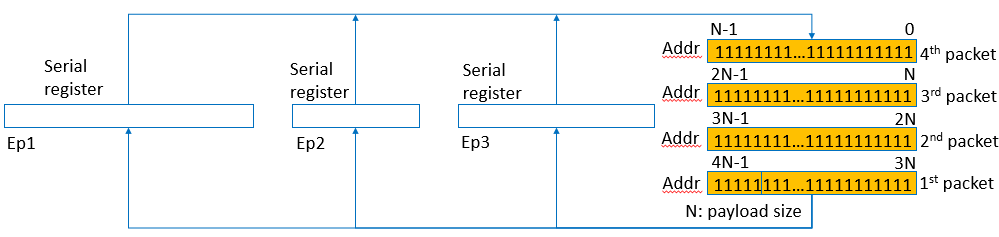 N-1 0
Addr 11111111...11111111111 4th packet
2N-1 N
Addr 11111111...11111111111 3rd packet
3N-1 2N
Addr 11111111...11111111111 2nd packet
4N-1 3N
Addr 11111111...11111111111 1st packet
N: payload size
Serial
register
Ep1
Serial
register
Ep2
Serial
register
Ep3